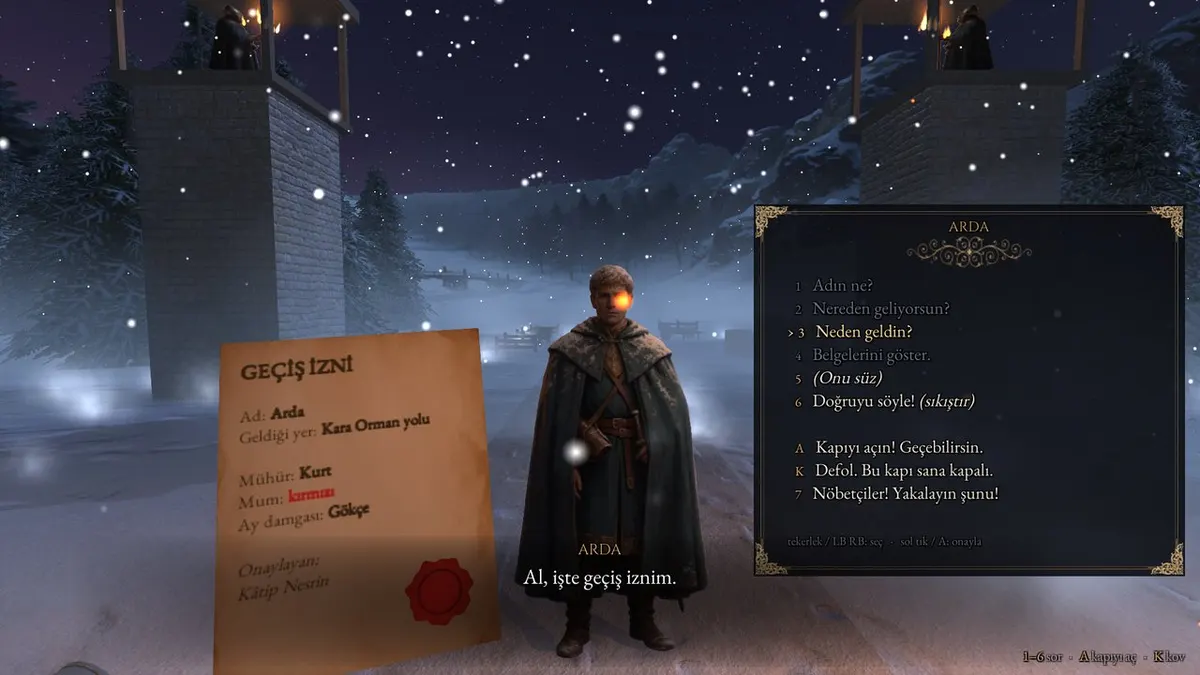 GEÇİŞ İZNİ
Ad: Arda
Geldiği yer: Kara Orman yolu
Mühür: Kurt
Mum: kırmızı
Ay damgası: Gökçe
Onaylayan:
Kâtip Nesrin
ARDA
Al, işte geçiş iznim.
ARDA
1 Adın ne?
2 Nereden geliyorsun?
› 3 Neden geldin?
4 Belgelerini göster.
5 (Onu süz)
6 Doğruyu söyle! (sıkıştır)
A Kapıyı açın! Geçebilirsin.
K Defol. Bu kapı sana kapalı.
7 Nöbetçiler! Yakalayın şunu!
tekerlek / LB RB: seç · sol tik / A: onayla
1–6 sor · A kapıyı aç · K kov